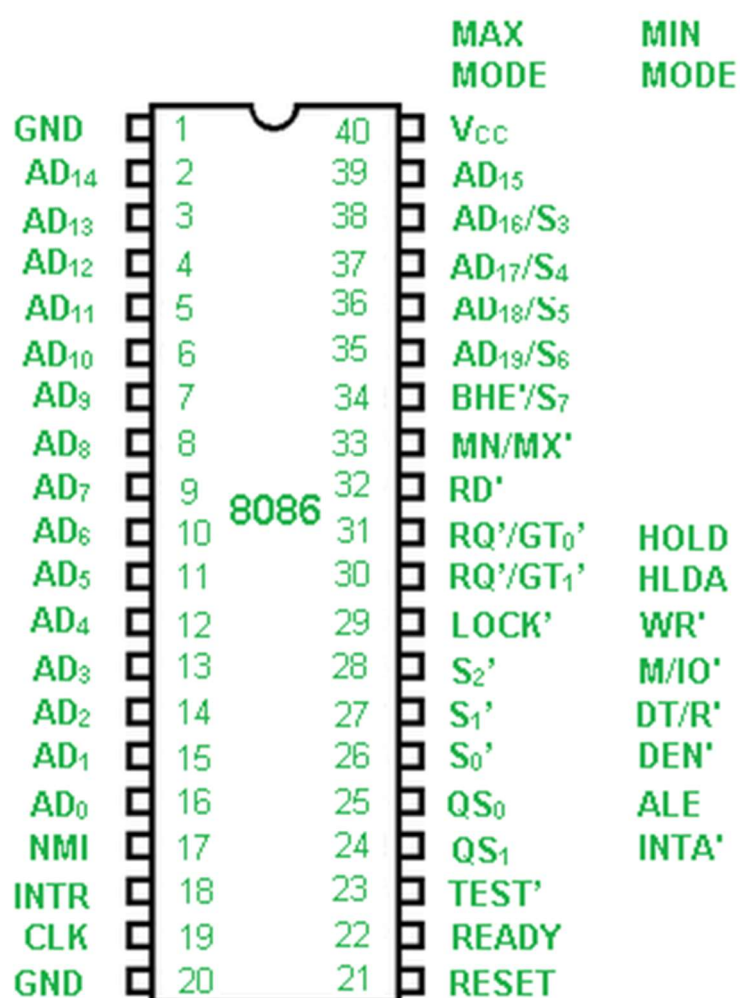 MAX MIN
MODE MODE
GND 1 40 Vcc
AD14 2 39 AD15
AD13 3 38 AD16/S3
AD12 4 37 AD17/S4
AD11 5 36 AD18/S5
AD10 6 35 AD19/S6
AD9 7 34 BHE'/S7
AD8 8 33 MN/MX'
AD7 9 32 RD'
8086
AD6 10 31 RQ'/GT0' HOLD
AD5 11 30 RQ'/GT1' HLDA
AD4 12 29 LOCK' WR'
AD3 13 28 S2' M/IO'
AD2 14 27 S1' DT/R'
AD1 15 26 S0' DEN'
AD0 16 25 QS0 ALE
NMI 17 24 QS1 INTA'
INTR 18 23 TEST'
CLK 19 22 READY
GND 20 21 RESET